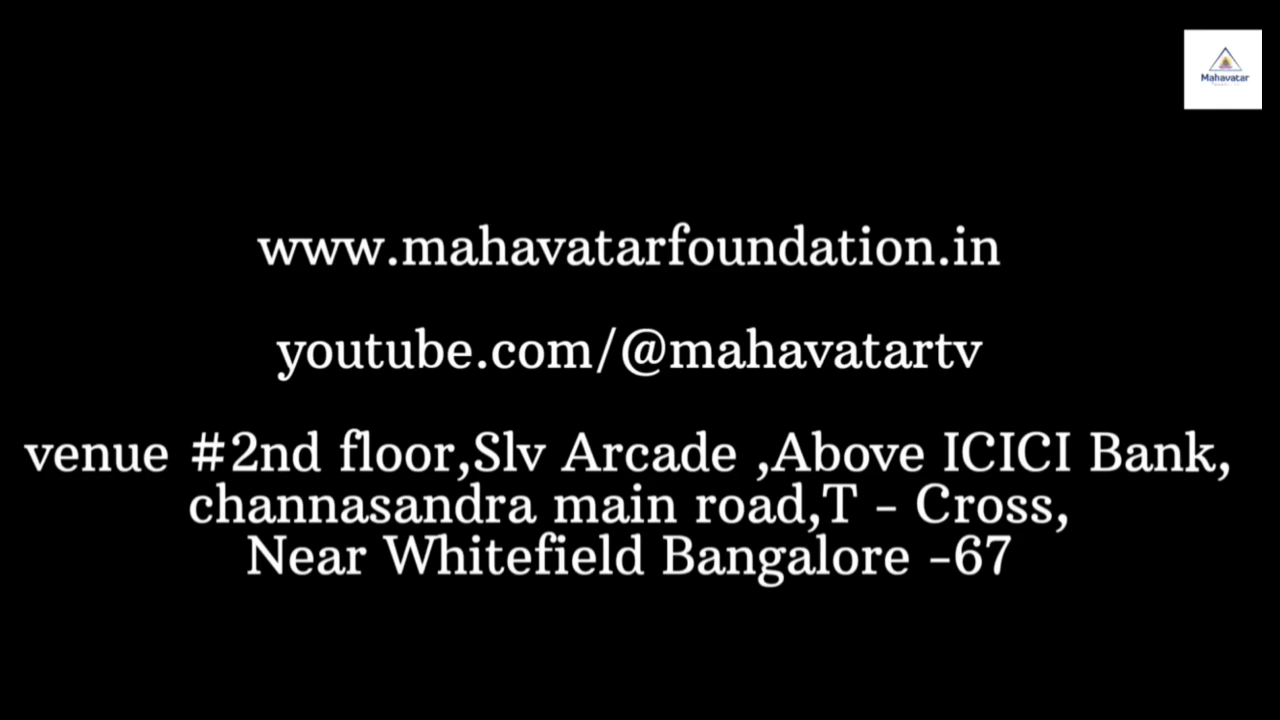 Mahavatar
www.mahavatarfoundation.in
youtube.com/@mahavatartv
venue #2nd floor,Slv Arcade ,Above ICICI Bank,
channasandra main road,T - Cross,
Near Whitefield Bangalore -67